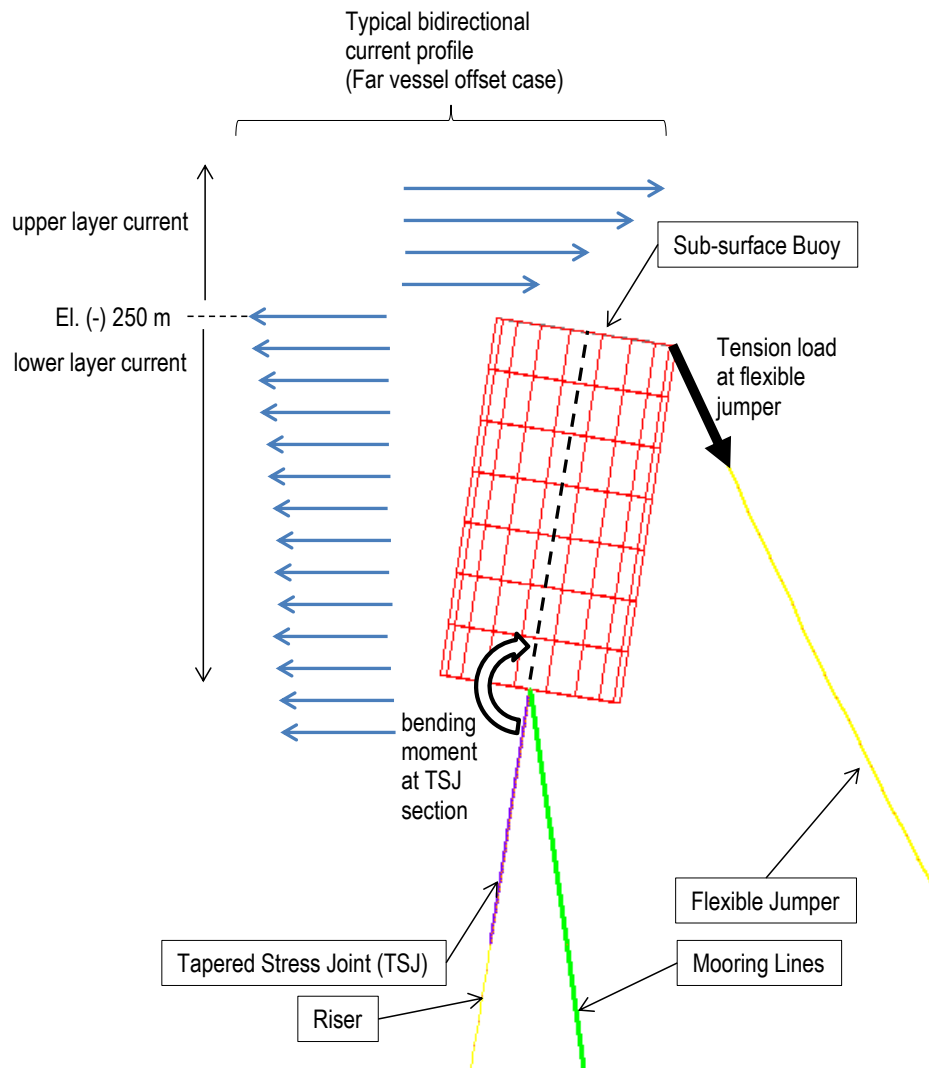 Typical bidirectional
current profile
(Far vessel offset case)
upper layer current
Sub-surface Buoy
El. (-) 250 m
lower layer current
Tension load
at flexible
jumper
bending
moment
at TSJ
section
Flexible Jumper
Tapered Stress Joint (TSJ)
Mooring Lines
Riser